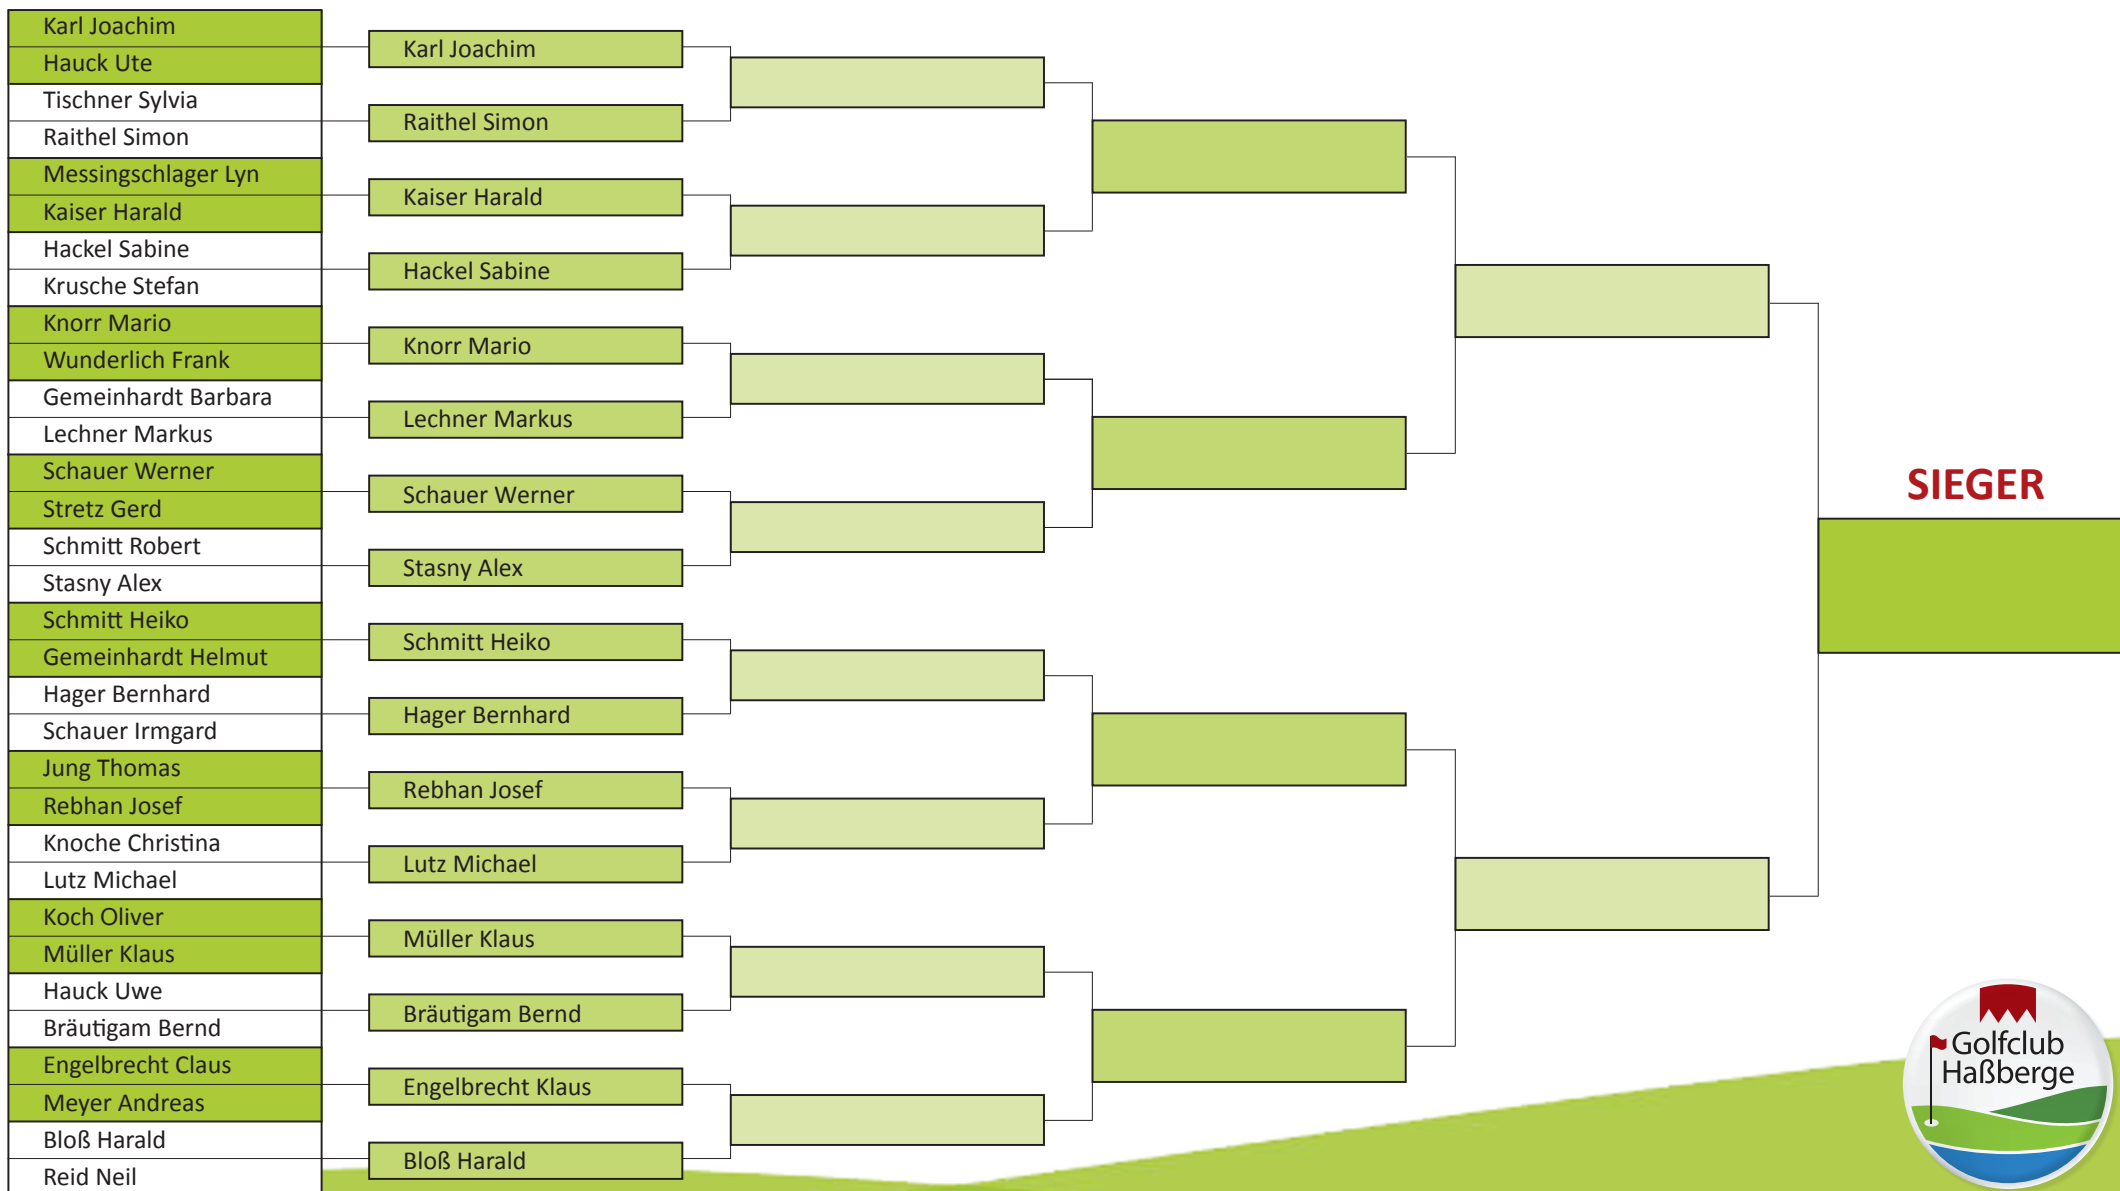 Karl Joachim
Hauck Ute
Tischner Sylvia
Raithel Simon
Messingschlager Lyn
Kaiser Harald
Hackel Sabine
Krusche Stefan
Knorr Mario
Wunderlich Frank
Gemeinhardt Barbara
Lechner Markus
Schauer Werner
Stretz Gerd
Schmitt Robert
Stasny Alex
Schmitt Heiko
Gemeinhardt Helmut
Hager Bernhard
Schauer Irmgard
Jung Thomas
Rebhan Josef
Knoche Christina
Lutz Michael
Koch Oliver
Müller Klaus
Hauck Uwe
Bräutigam Bernd
Engelbrecht Claus
Meyer Andreas
Bloß Harald
Reid Neil
Karl Joachim
Raithel Simon
Kaiser Harald
Hackel Sabine
Knorr Mario
Lechner Markus
Schauer Werner
Stasny Alex
Schmitt Heiko
Hager Bernhard
Rebhan Josef
Lutz Michael
Müller Klaus
Bräutigam Bernd
Engelbrecht Klaus
Bloß Harald
SIEGER
Golfclub
Haßberge